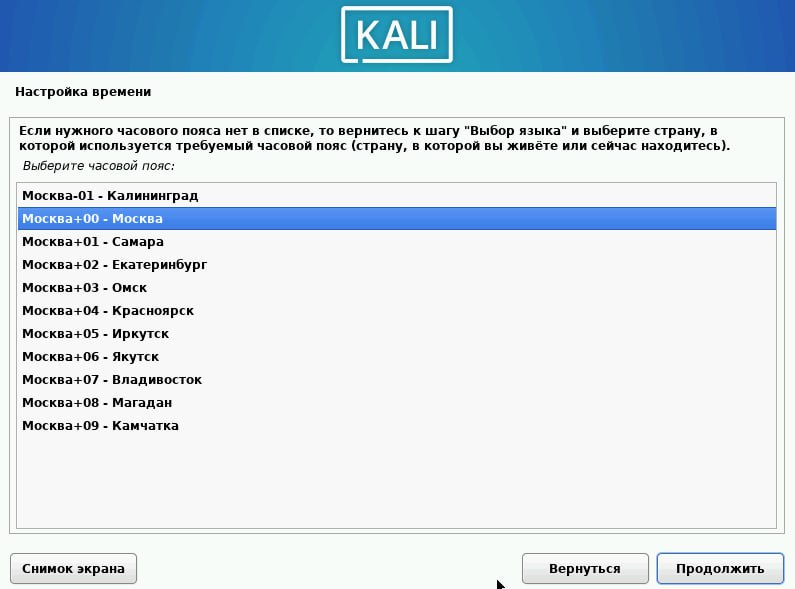 KALI
Настройка времени
Если нужного часового пояса нет в списке, то вернитесь к шагу "Выбор языка" и выберите страну, в
которой используется требуемый часовой пояс (страну, в которой вы живёте или сейчас находитесь).
Выберите часовой пояс:
Москва-01 - Калининград
Москва+00 - Москва
Москва+01 - Самара
Москва+02 - Екатеринбург
Москва+03 - Омск
Москва+04 - Красноярск
Москва+05 - Иркутск
Москва+06 - Якутск
Москва+07 - Владивосток
Москва+08 - Магадан
Москва+09 - Камчатка
Снимок экрана Вернуться Продолжить